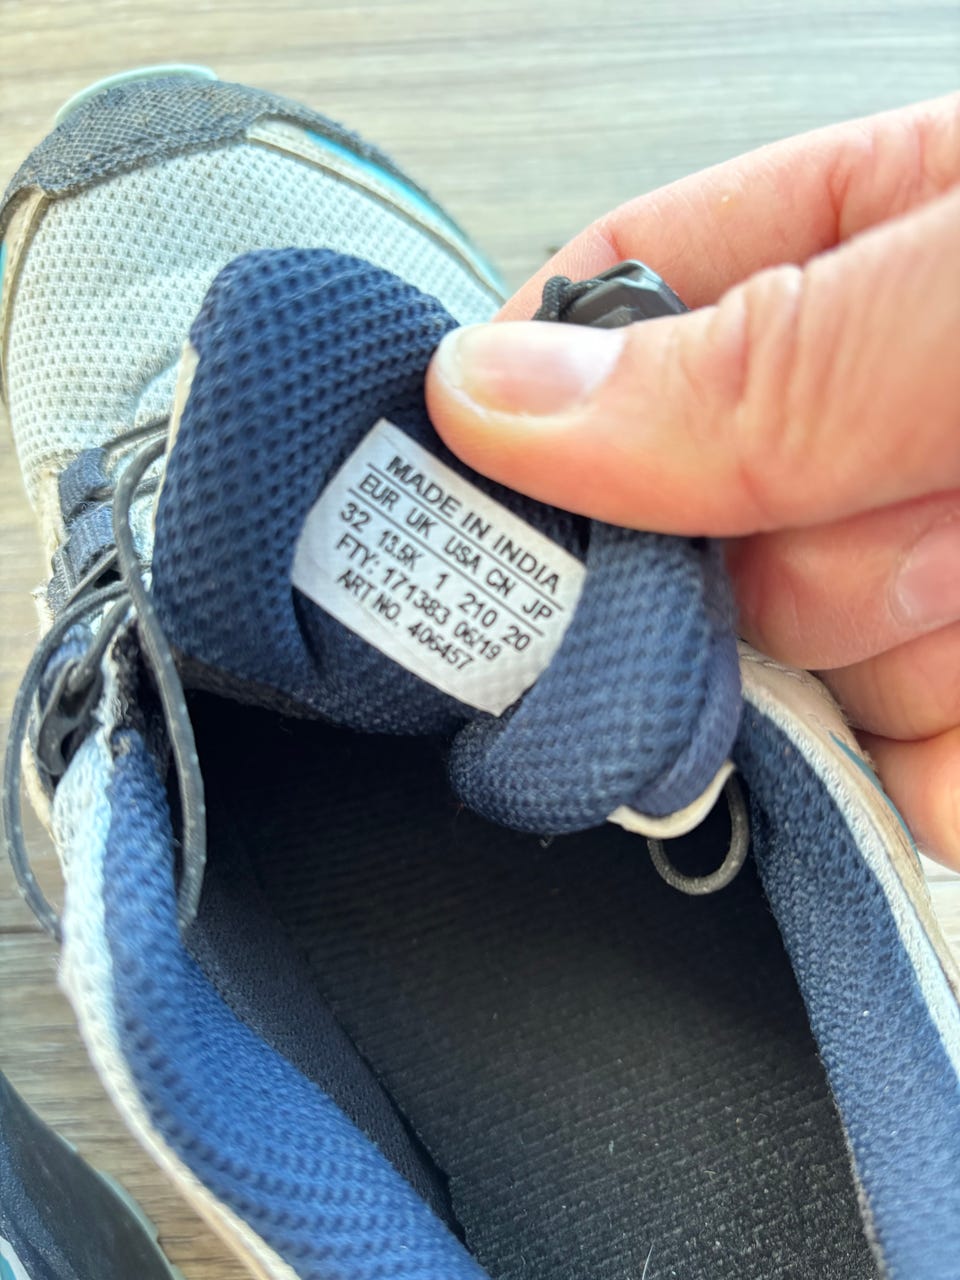 MADE IN INDIA
EUR UK USA CN JP
32 13.5K 1 210 20
FTY: 171383 06/19
ART NO. 406457